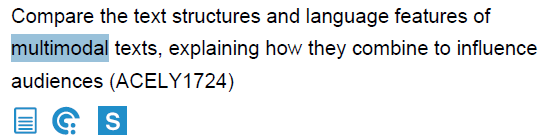 Compare the text structures and language features of
multimodal texts, explaining how they combine to influence
audiences (ACELY1724)
S